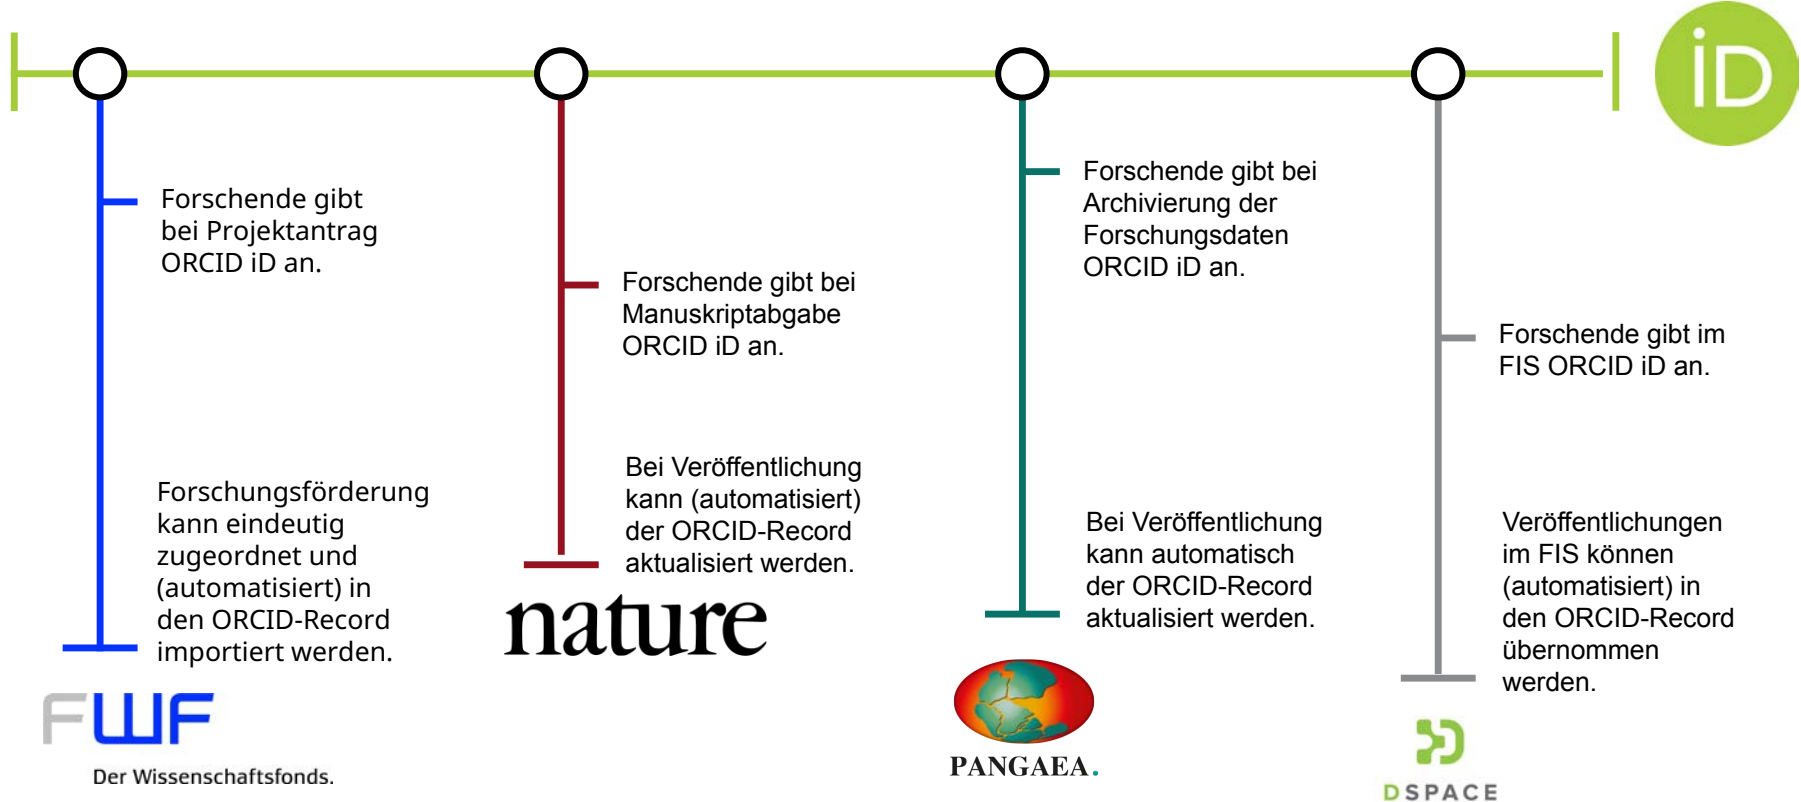 iD
Forschende gibt
bei Projektantrag
ORCID iD an.
Forschungsförderung
kann eindeutig
zugeordnet und
(automatisiert) in
den ORCID-Record
importiert werden.
FWF
Der Wissenschaftsfonds.
Forschende gibt bei
Manuskriptabgabe
ORCID iD an.
Bei Veröffentlichung
kann (automatisiert)
der ORCID-Record
aktualisiert werden.
nature
Forschende gibt bei
Archivierung der
Forschungsdaten
ORCID iD an.
Bei Veröffentlichung
kann automatisch
der ORCID-Record
aktualisiert werden.
PANGAEA.
Forschende gibt im
FIS ORCID iD an.
Veröffentlichungen
im FIS können
(automatisiert) in
den ORCID-Record
übernommen
werden.
DSPACE